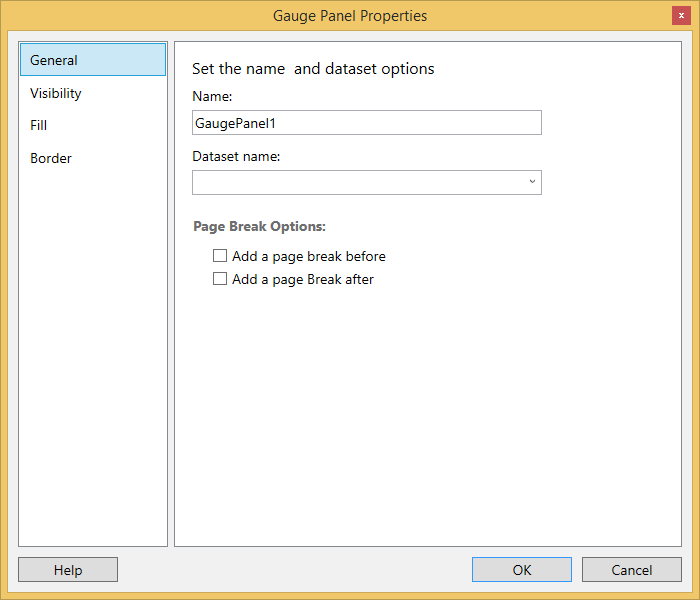 Gauge Panel Properties
x
General
Visibility
Fill
Border
Set the name  and dataset options
Name:
GaugePanel1
Dataset name:
Page Break Options:
Add a page break before
Add a page Break after
Help
OK
Cancel